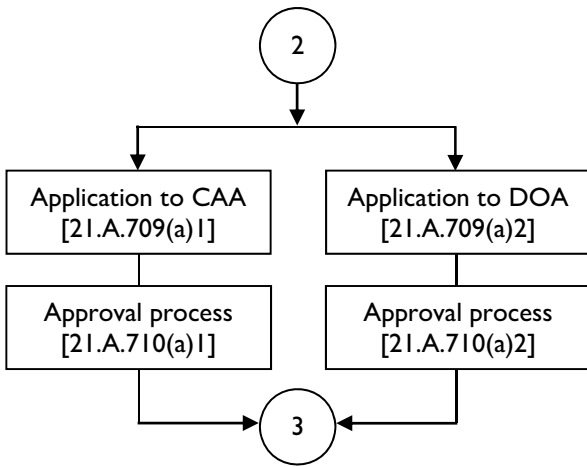 2
Application to CAA
[21.A.709(a)1]
Application to DOA
[21.A.709(a)2]
Approval process
[21.A.710(a)1]
Approval process
[21.A.710(a)2]
3